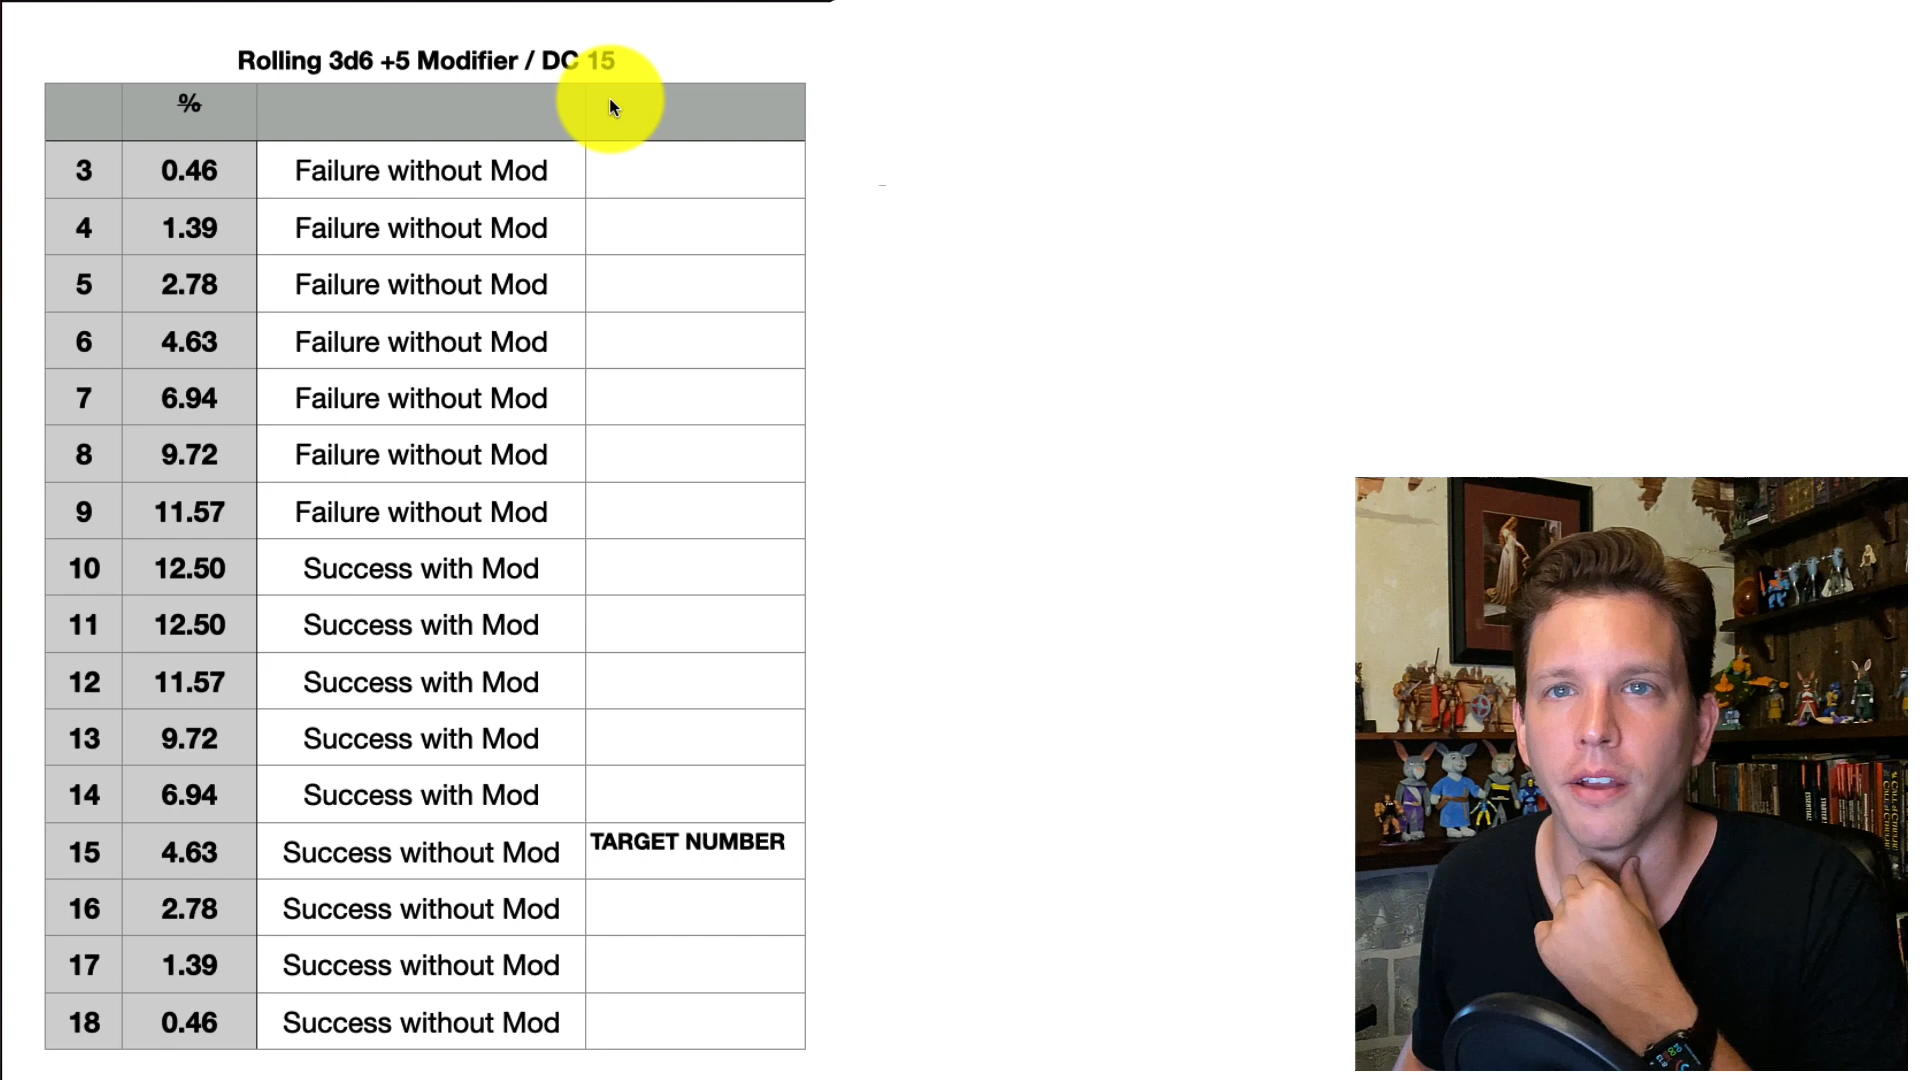 Rolling 3d6 +5 Modifier / DC 15
%
3 0.46 Failure without Mod
4 1.39 Failure without Mod
5 2.78 Failure without Mod
6 4.63 Failure without Mod
7 6.94 Failure without Mod
8 9.72 Failure without Mod
9 11.57 Failure without Mod
10 12.50 Success with Mod
11 12.50 Success with Mod
12 11.57 Success with Mod
13 9.72 Success with Mod
14 6.94 Success with Mod
15 4.63 Success without Mod TARGET NUMBER
16 2.78 Success without Mod
17 1.39 Success without Mod
18 0.46 Success without Mod